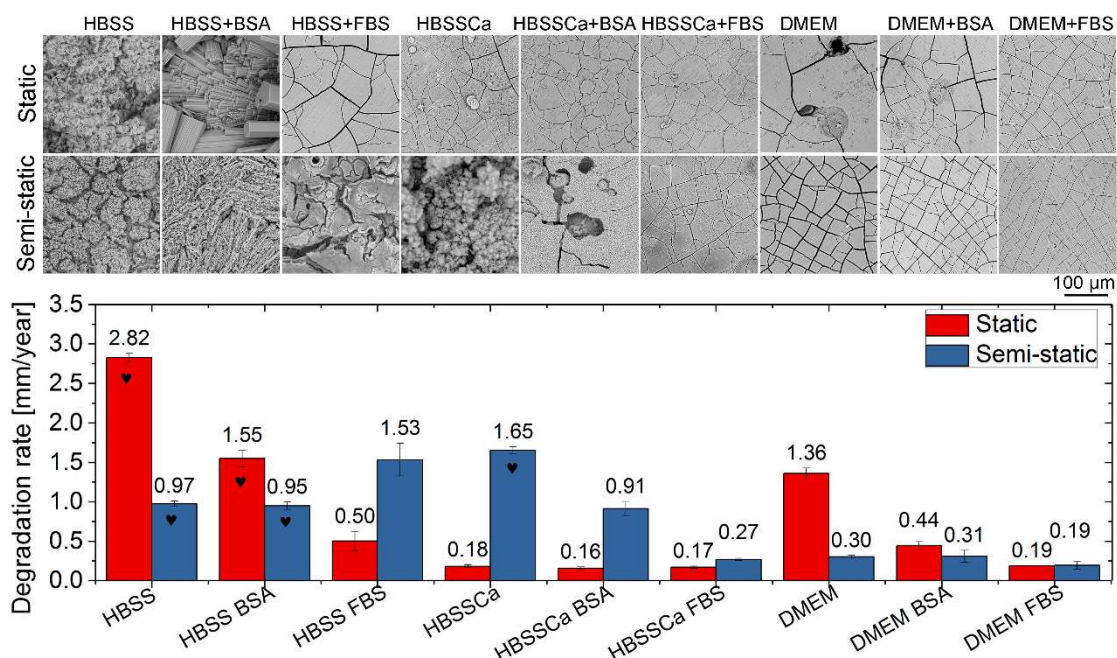 HBSS HBSS+BSA HBSS+FBS HBSSCa HBSSCa+BSA HBSSCa+FBS DMEM DMEM+BSA DMEM+FBS
Static
Semi-static
100 µm
Degradation rate [mm/year]
3.5
3.0
2.5
2.0
1.5
1.0
0.5
0.0
Static
Semi-static
2.82
♥
0.97
♥
1.55
♥
0.95
♥
0.50
1.53
0.18
1.65
♥
0.16
0.91
0.17
0.27
1.36
0.30
0.44
0.31
0.19
0.19
HBSS
HBSS BSA
HBSS FBS
HBSSCa
HBSSCa BSA
HBSSCa FBS
DMEM
DMEM BSA
DMEM FBS